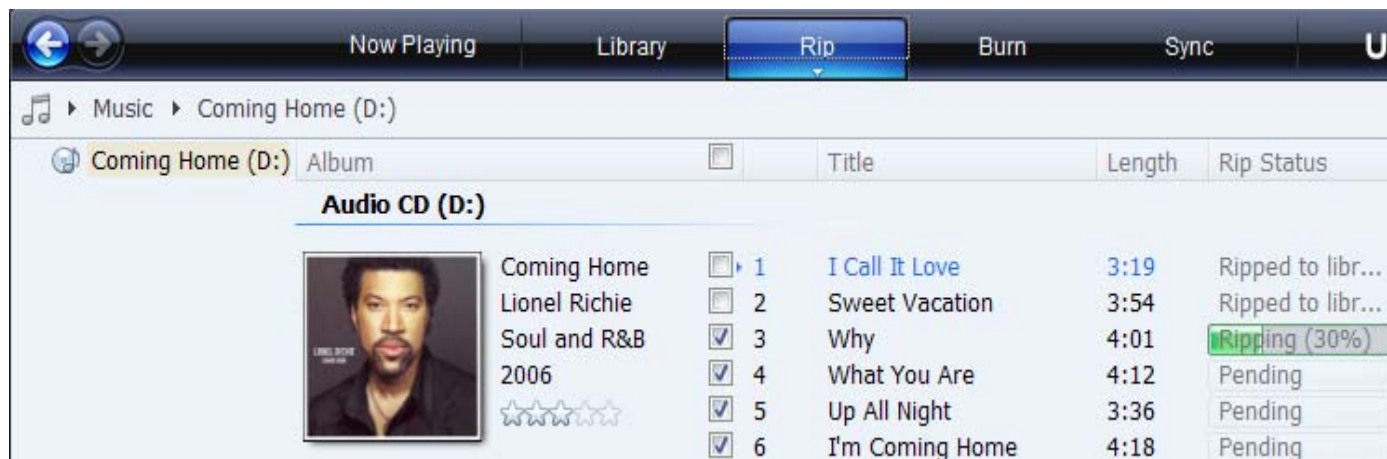 Now Playing Library Rip Burn Sync U
Music Coming Home (D:)
Coming Home (D:) Album Title Length Rip Status
Audio CD (D:)
Coming Home 1 I Call It Love 3:19 Ripped to libr...
Lionel Richie 2 Sweet Vacation 3:54 Ripped to libr...
Soul and R&B 3 Why 4:01 Ripping (30%)
2006 4 What You Are 4:12 Pending
5 Up All Night 3:36 Pending
6 I'm Coming Home 4:18 Pending
LIONEL RICHIE